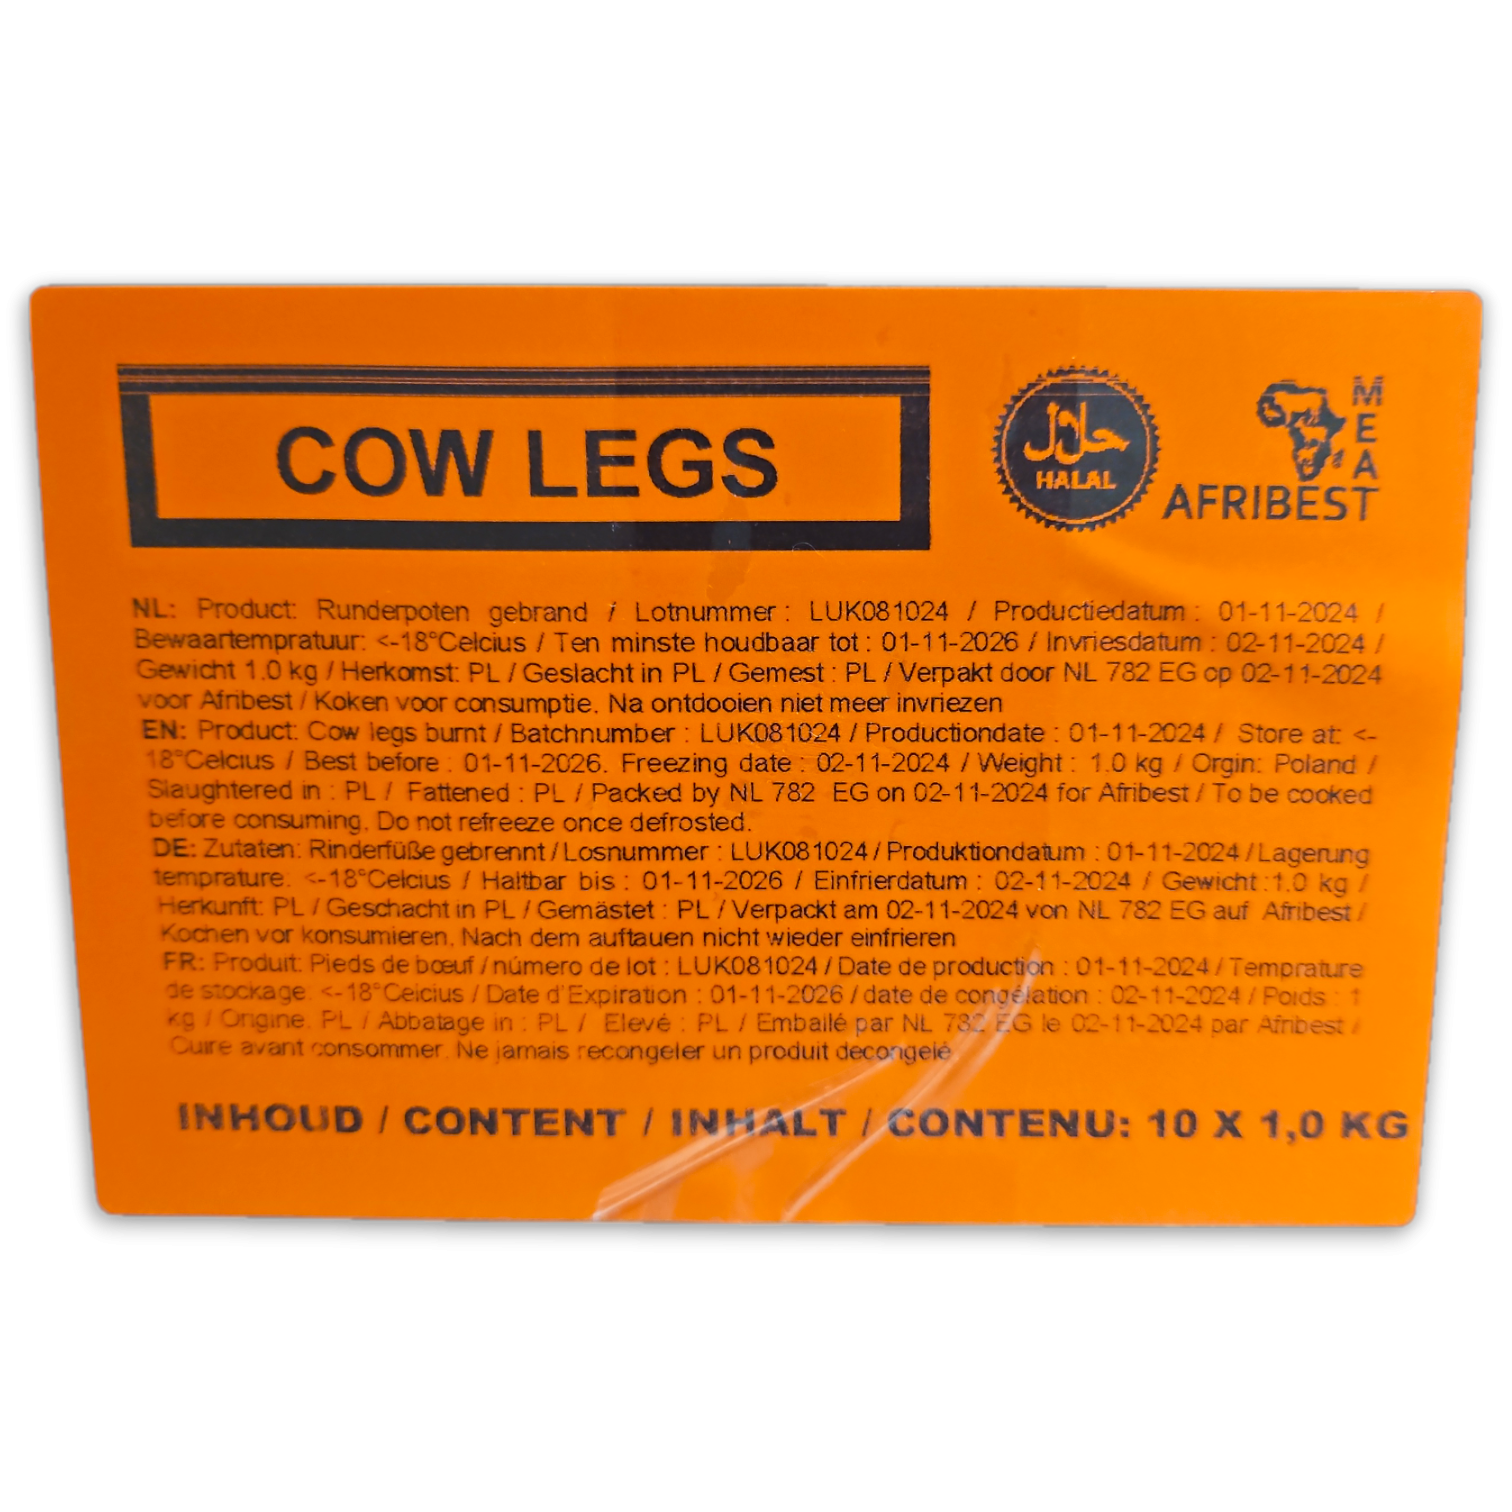 COW LEGS
حلال
HALAL
MEAT
AFRIBEST
NL: Product: Runderpoten gebrand / Lotnummer : LUK081024 / Productiedatum : 01-11-2024 /
Bewaartempratuur: <-18°Celcius / Ten minste houdbaar tot : 01-11-2026 / Invriesdatum : 02-11-2024 /
Gewicht 1.0 kg / Herkomst: PL / Geslacht in PL / Gemest : PL / Verpakt door NL 782 EG op 02-11-2024
voor Afribest / Koken voor consumptie. Na ontdooien niet meer invriezen
EN: Product: Cow legs burnt / Batchnumber : LUK081024 / Productiondate : 01-11-2024 / Store at: <-
18°Celcius / Best before : 01-11-2026. Freezing date : 02-11-2024 / Weight : 1.0 kg / Orgin: Poland /
Slaughtered in : PL / Fattened : PL / Packed by NL 782 EG on 02-11-2024 for Afribest / To be cooked
before consuming. Do not refreeze once defrosted.
DE: Zutaten: Rinderfüße gebrennt / Losnummer : LUK081024 / Produktiondatum : 01-11-2024 / Lagerung
temprature: <-18°Celcius / Haltbar bis : 01-11-2026 / Einfrierdatum : 02-11-2024 / Gewicht :1.0 kg /
Herkunft: PL / Geschacht in PL / Gemästet : PL / Verpackt am 02-11-2024 von NL 782 EG auf Afribest /
Kochen vor konsumieren. Nach dem auftauen nicht wieder einfrieren
FR: Produit: Pieds de bœuf / número de lot : LUK081024 / Date de production : 01-11-2024 / Temprature
de stockage: <-18°Celcius / Date d'Expiration : 01-11-2026 / date de congélation : 02-11-2024 / Poids : 1
kg / Origine. PL / Abbatage in : PL / Elevé : PL / Embailé par NL 782 EG le 02-11-2024 par Afribest /
Cuire avant consommer. Ne jamais recongeler un produit decongelé
INHOUD / CONTENT / INHALT / CONTENU: 10 X 1,0 KG